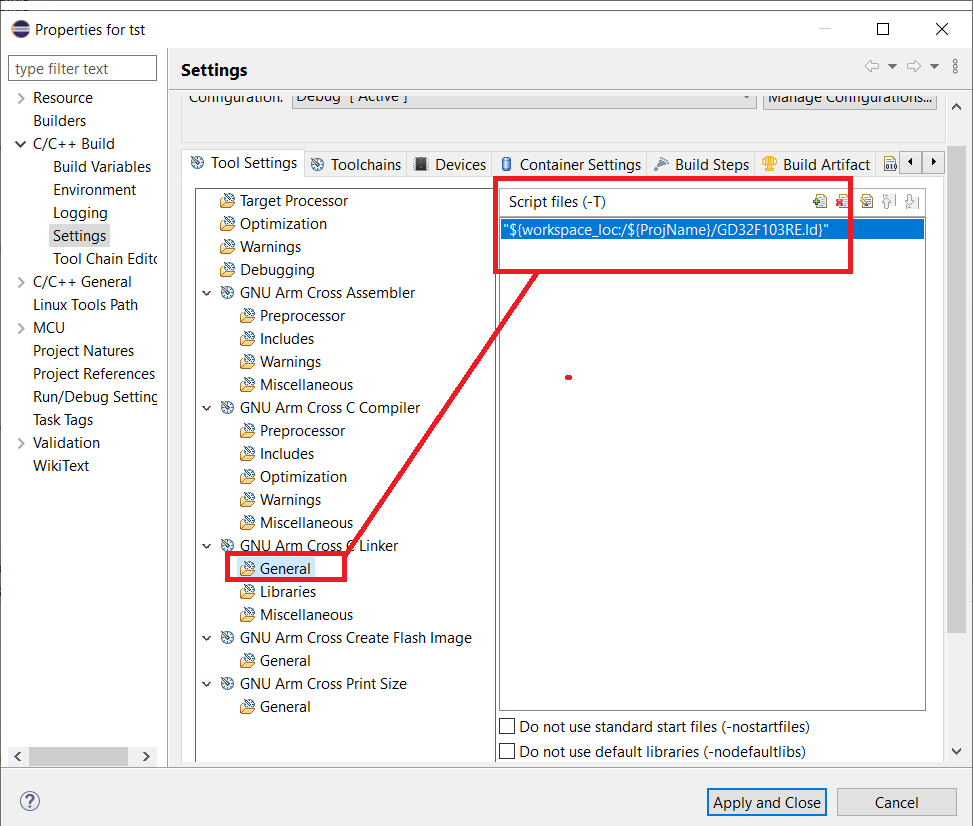 Properties for tst
type filter text
Resource
Builders
C/C++ Build
Build Variables
Environment
Logging
Settings
Tool Chain Edito
C/C++ General
Linux Tools Path
MCU
Project Natures
Project References
Run/Debug Setting
Task Tags
Validation
WikiText
Settings
Configuration: Debug [ Active ] Manage Configurations...
Tool Settings Toolchains Devices Container Settings Build Steps Build Artifact
Target Processor
Optimization
Warnings
Debugging
GNU Arm Cross Assembler
Preprocessor
Includes
Warnings
Miscellaneous
GNU Arm Cross C Compiler
Preprocessor
Includes
Optimization
Warnings
Miscellaneous
GNU Arm Cross C Linker
General
Libraries
Miscellaneous
GNU Arm Cross Create Flash Image
General
GNU Arm Cross Print Size
General
Script files (-T)
"${workspace_loc:/${ProjName}/GD32F103RE.ld}"
Do not use standard start files (-nostartfiles)
Do not use default libraries (-nodefaultlibs)
Apply and Close
Cancel